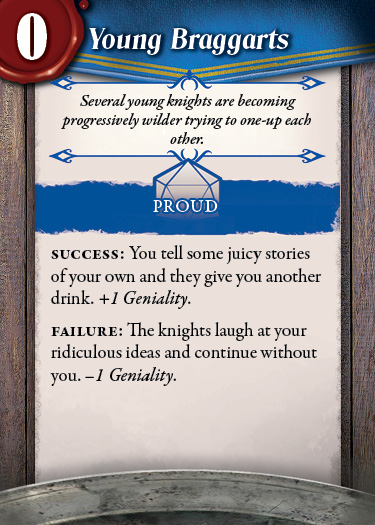 0
Young Braggarts
Several young knights are becoming
progressively wilder trying to one-up each
other.
PROUD
SUCCESS: You tell some juicy stories
of your own and they give you another
drink. +1 Geniality.
FAILURE: The knights laugh at your
ridiculous ideas and continue without
you. –1 Geniality.